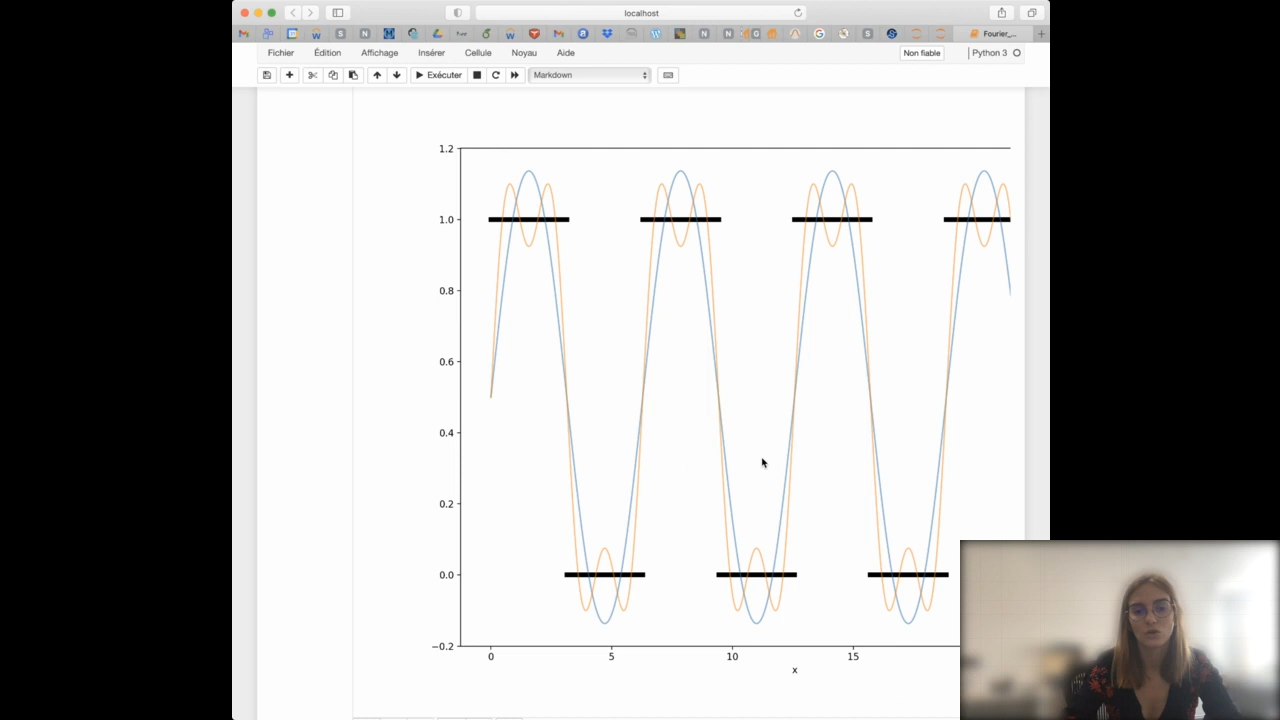 localhost
Fourier_...
Fichier Édition Affichage Insérer Cellule Noyau Aide Non fiable Python 3
Exécuter Markdown
1.2
1.0
0.8
0.6
0.4
0.2
0.0
−0.2
0 5 10 15
x